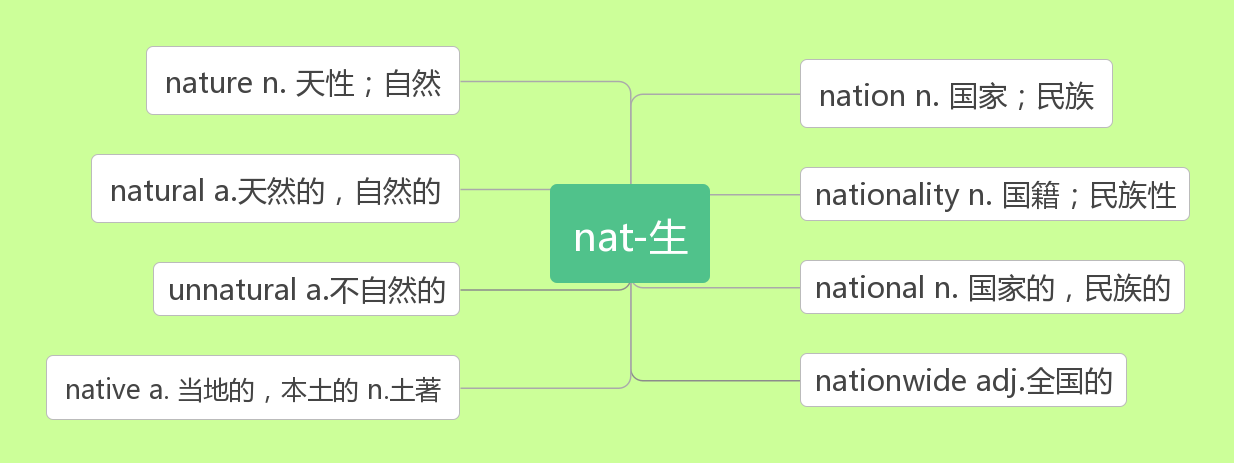 nature n. 天性；自然
natural a.天然的，自然的
unnatural a.不自然的
native a. 当地的，本土的 n.土著
nat-生
nation n. 国家；民族
nationality n. 国籍；民族性
national n. 国家的，民族的
nationwide adj.全国的